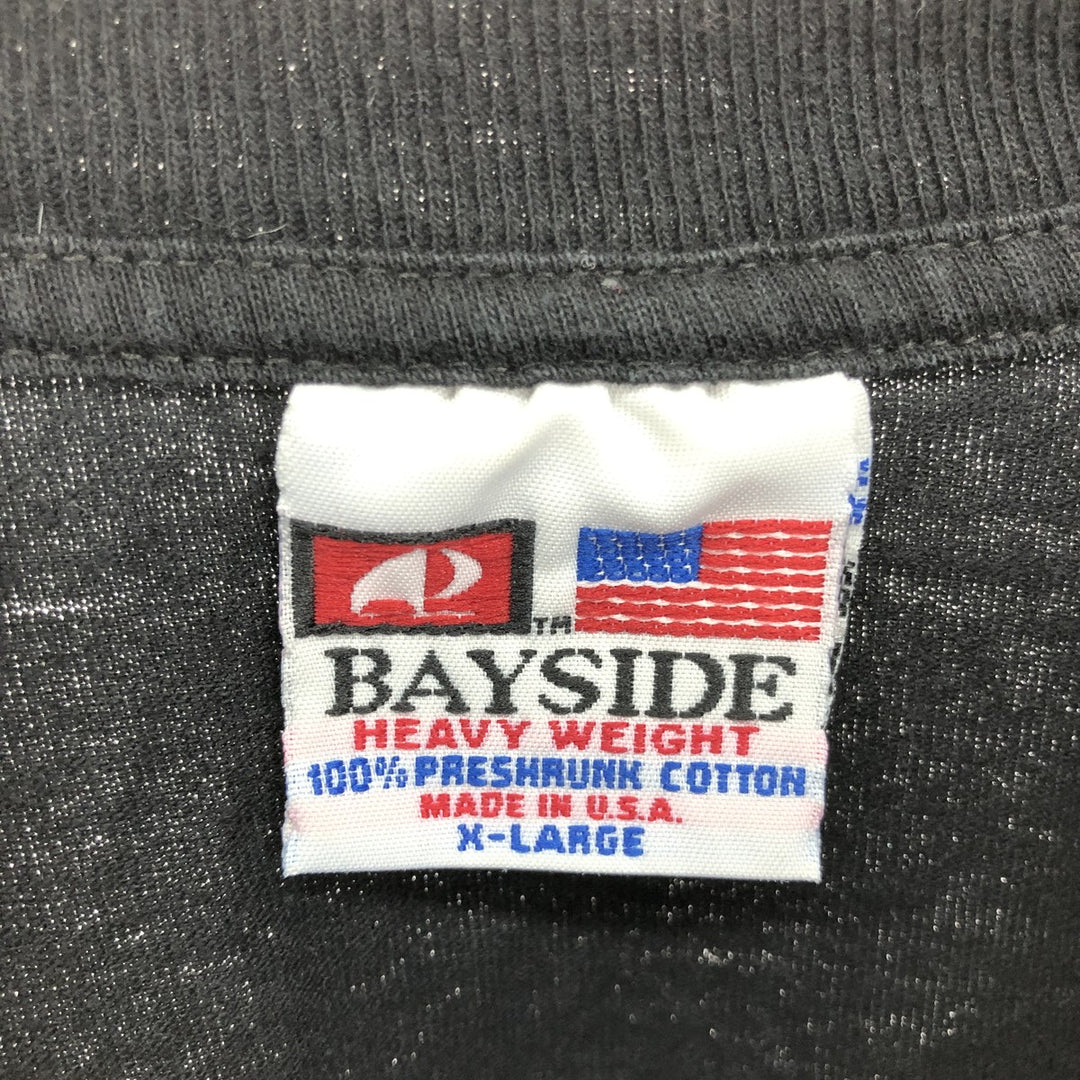 TM
BAYSIDE
HEAVY WEIGHT
100% PRESHRUNK COTTON
MADE IN U.S.A.
X-LARGE